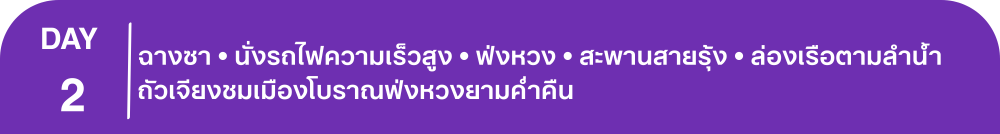 DAY
2
ฉางซา • นั่งรถไฟความเร็วสูง • ฟ่งหวง • สะพานสายรุ้ง • ล่องเรือตามลำน้ำ
ถัวเจียงชมเมืองโบราณฟ่งหวงยามค่ำคืน